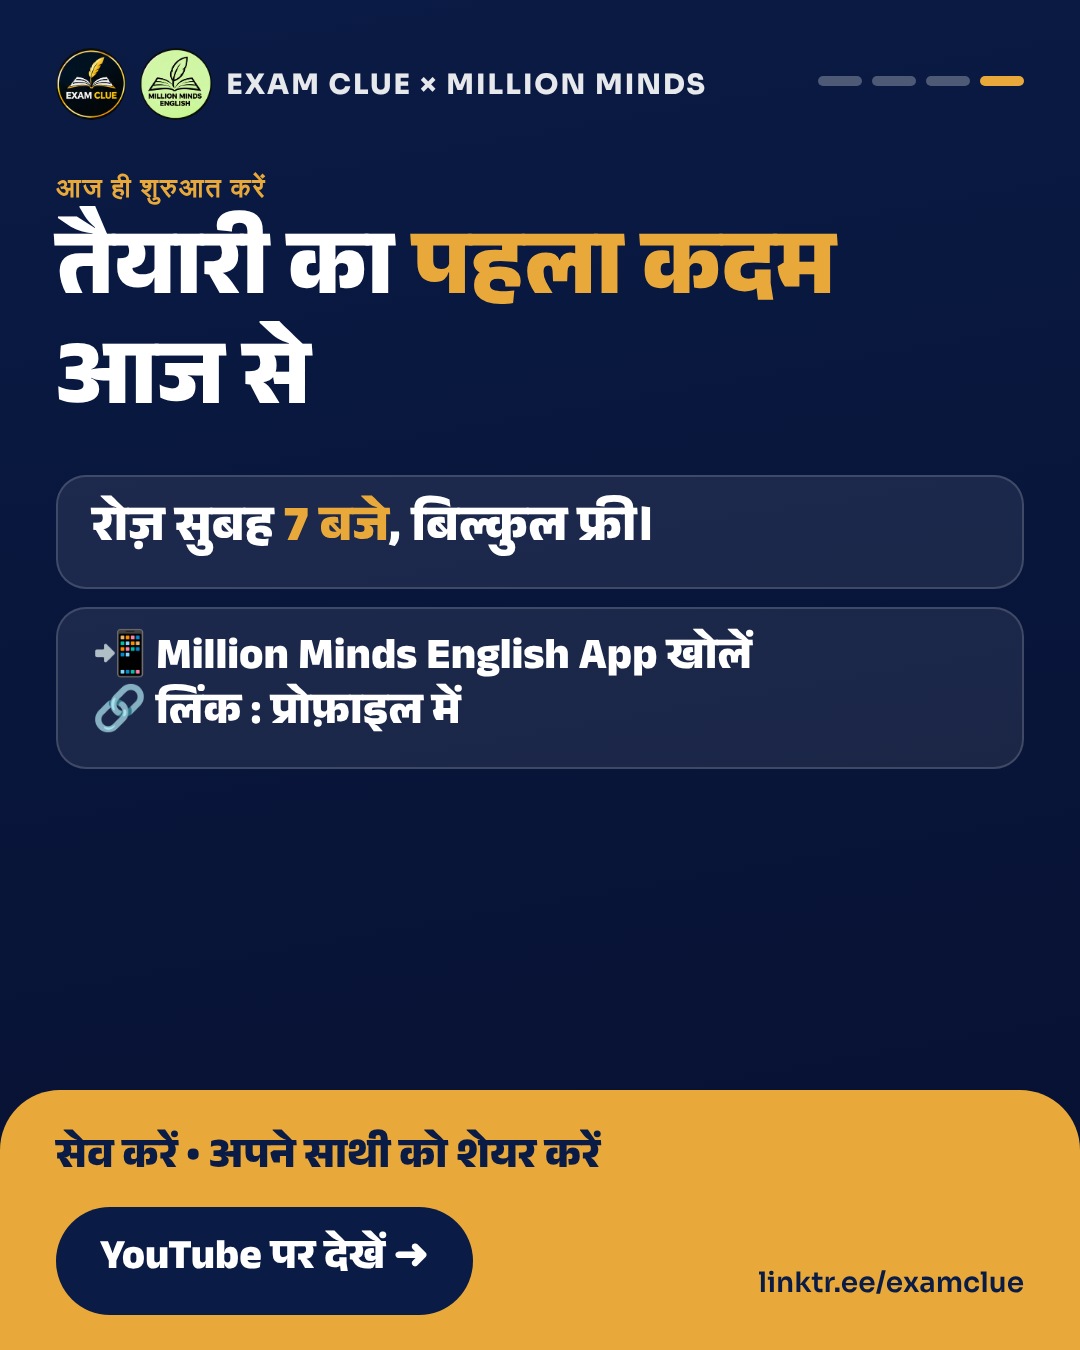 EXAM CLUE
MILLION MINDS
ENGLISH
EXAM CLUE × MILLION MINDS
आज ही शुरुआत करें
तैयारी का पहला कदम
आज से
रोज़ सुबह 7 बजे, बिल्कुल फ्री।
📲 Million Minds English App खोलें
🔗 लिंक : प्रोफ़ाइल में
सेव करें • अपने साथी को शेयर करें
YouTube पर देखें ➜
linktr.ee/examclue